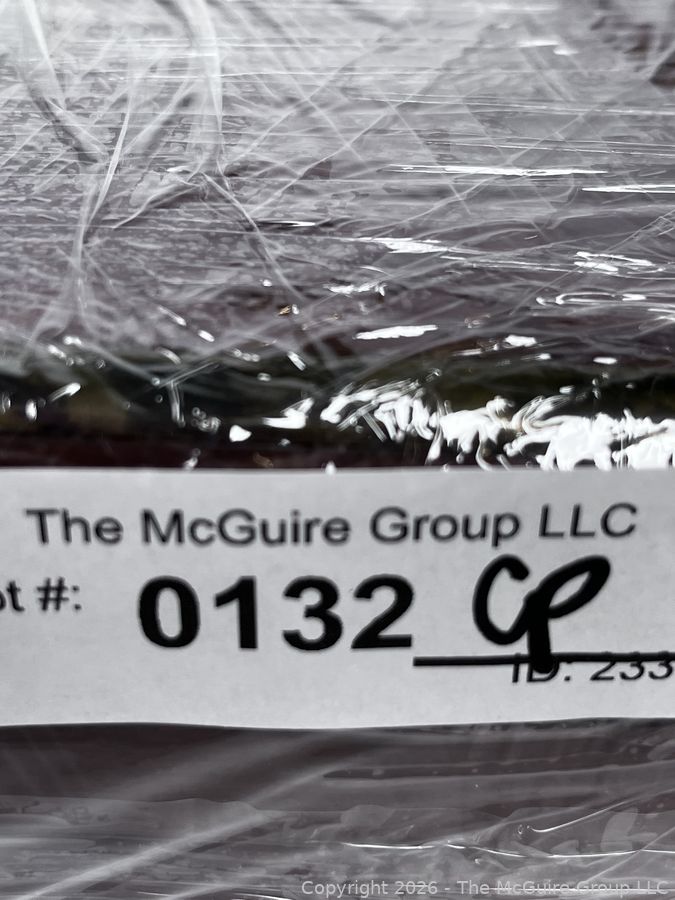 The McGuire Group LLC
ot #: 0132 CP
ID: 233
Copyright 2026 - The McGuire Group LLC